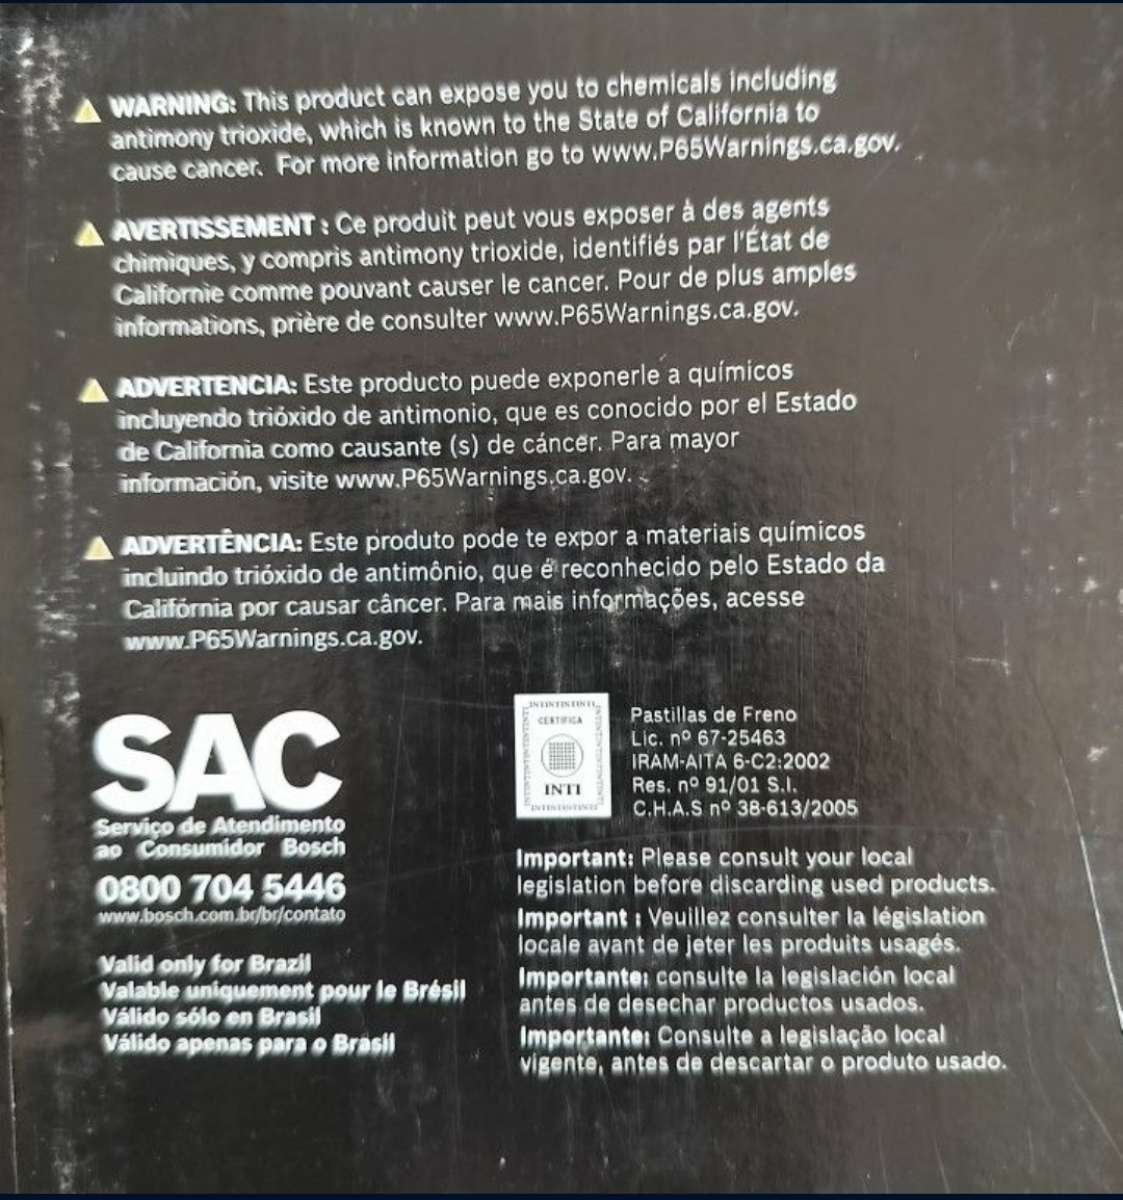 WARNING: This product can expose you to chemicals including
antimony trioxide, which is known to the State of California to
cause cancer. For more information go to www.P65Warnings.ca.gov.
AVERTISSEMENT : Ce produit peut vous exposer à des agents
chimiques, y compris antimony trioxide, identifiés par l'État de
Californie comme pouvant causer le cancer. Pour de plus amples
informations, prière de consulter www.P65Warnings.ca.gov.
ADVERTENCIA: Este producto puede exponerle a químicos
incluyendo trióxido de antimonio, que es conocido por el Estado
de California como causante (s) de cáncer. Para mayor
información, visite www.P65Warnings.ca.gov.
ADVERTÊNCIA: Este produto pode te expor a materiais químicos
incluindo trióxido de antimônio, que é reconhecido pelo Estado da
Califórnia por causar câncer. Para mais informações, acesse
www.P65Warnings.ca.gov.
SAC
Serviço de Atendimento
ao Consumidor Bosch
0800 704 5446
www.bosch.com.br/br/contato
Valid only for Brazil
Valable uniquement pour le Brésil
Válido sólo en Brasil
Válido apenas para o Brasil
CERTIFICA
INTI
Pastillas de Freno
Lic. nº 67-25463
IRAM-AITA 6-C2:2002
Res. nº 91/01 S.I.
C.H.A.S nº 38-613/2005
Important: Please consult your local
legislation before discarding used products.
Important : Veuillez consulter la législation
locale avant de jeter les produits usagés.
Importante: consulte la legislación local
antes de desechar productos usados.
Importante: Consulte a legislação local
vigente, antes de descartar o produto usado.